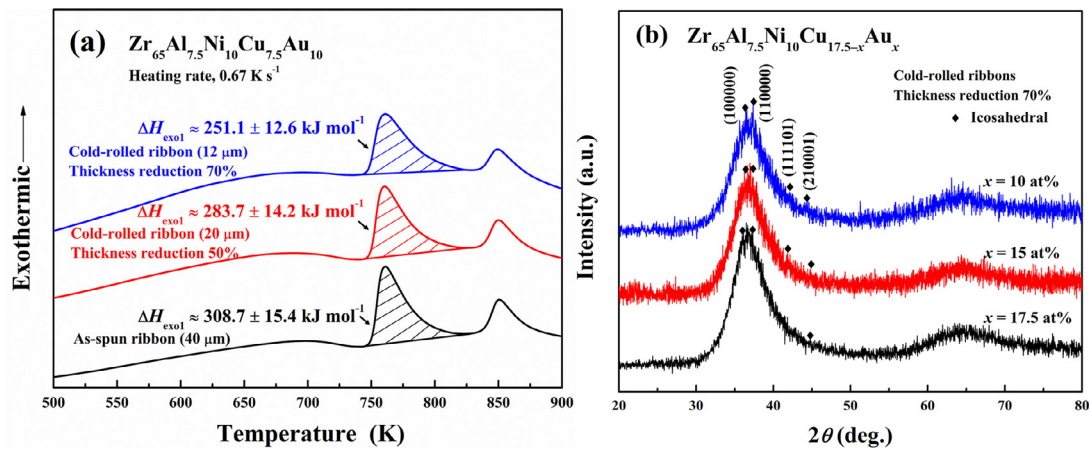 (a)
Zr65Al7.5Ni10Cu7.5Au10
Heating rate, 0.67 K s-1
ΔHexo1 ≈ 251.1 ± 12.6 kJ mol-1
Cold-rolled ribbon (12 μm)
Thickness reduction 70%
ΔHexo1 ≈ 283.7 ± 14.2 kJ mol-1
Cold-rolled ribbon (20 μm)
Thickness reduction 50%
ΔHexo1 ≈ 308.7 ± 15.4 kJ mol-1
As-spun ribbon (40 μm)
Exothermic
500 550 600 650 700 750 800 850 900
Temperature (K)
(b)
Zr65Al7.5Ni10Cu17.5–xAux
Cold-rolled ribbons
Thickness reduction 70%
♦ Icosahedral
(100000)
(110000)
(111101)
(210001)
x = 10 at%
x = 15 at%
x = 17.5 at%
Intensity (a.u.)
20 30 40 50 60 70 80
2θ (deg.)